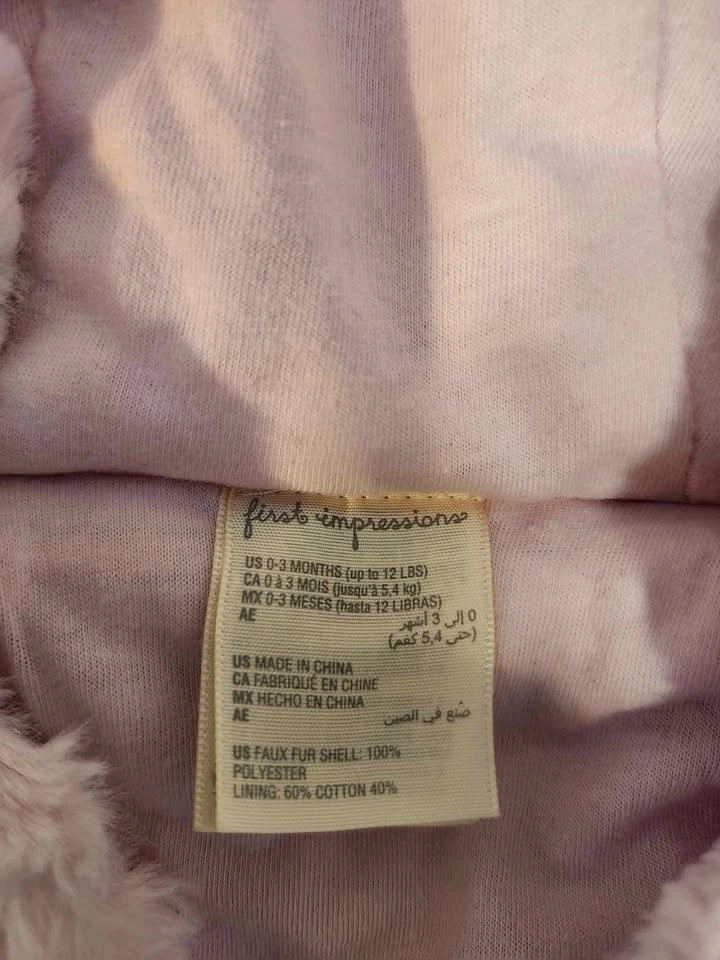 first impressions
US 0-3 MONTHS (up to 12 LBS)
CA 0 à 3 MOIS (jusqu'à 5,4 kg)
MX 0-3 MESES (hasta 12 LIBRAS)
AE 0 إلى 3 أشهر
(حتى 5,4 كغم)
US MADE IN CHINA
CA FABRIQUÉ EN CHINE
MX HECHO EN CHINA
AE صُنع في الصين
US FAUX FUR SHELL: 100%
POLYESTER
LINING: 60% COTTON 40%